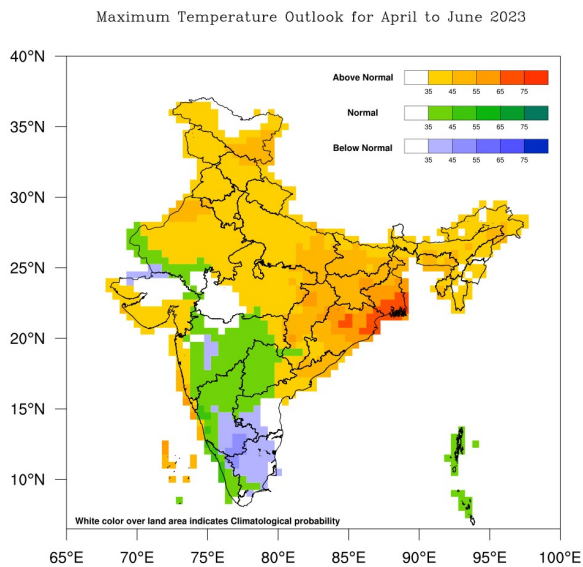 Maximum Temperature Outlook for April to June 2023
40°N
35°N
30°N
25°N
20°N
15°N
10°N
Above Normal
35 45 55 65 75
Normal
35 45 55 65 75
Below Normal
35 45 55 65 75
White color over land area indicates Climatological probability
65°E 70°E 75°E 80°E 85°E 90°E 95°E 100°E